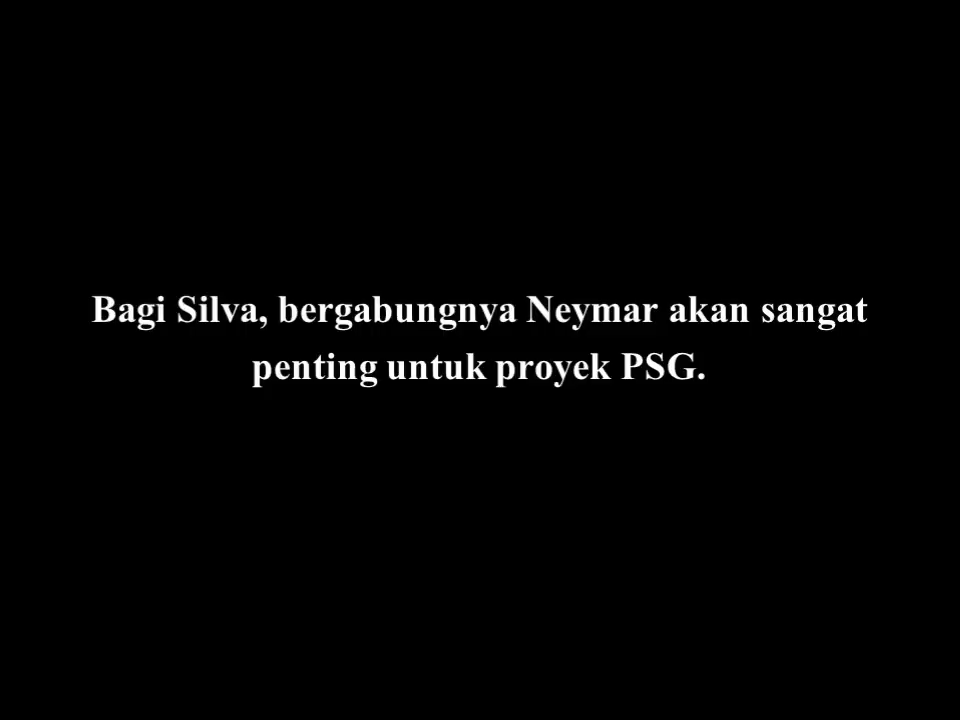 Bagi Silva, bergabungnya Neymar akan sangat
penting untuk proyek PSG.